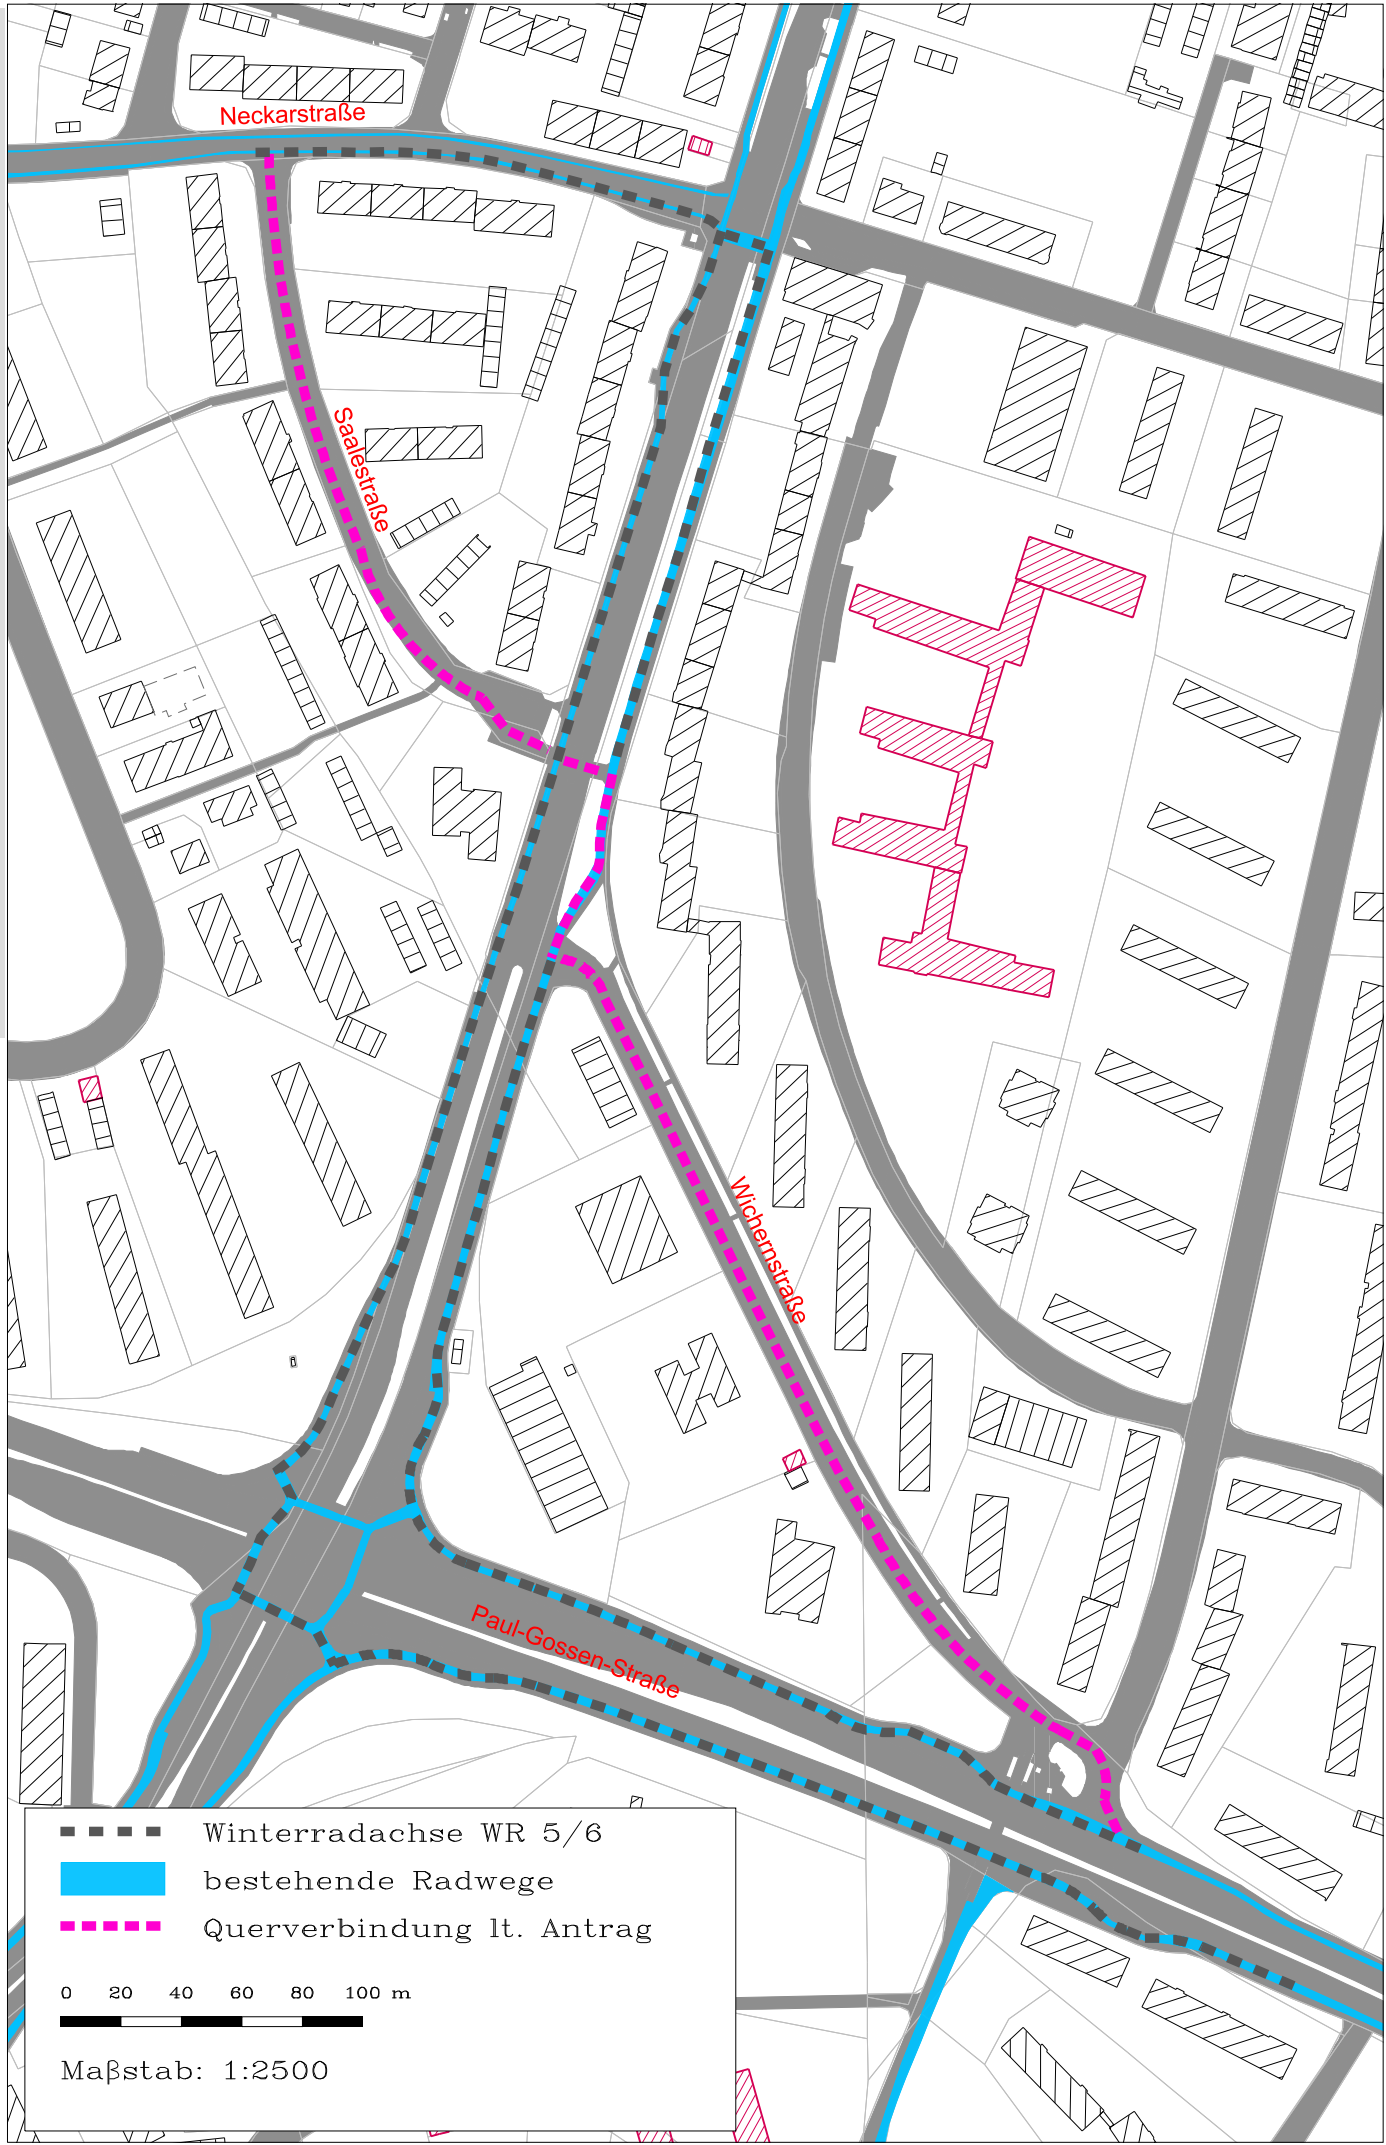 Neckarstraße
Saalestraße
Wichernstraße
Paul-Gossen-Straße
Winterradachse WR 5/6
bestehende Radwege
Querverbindung lt. Antrag
0 20 40 60 80 100 m
Maßstab: 1:2500